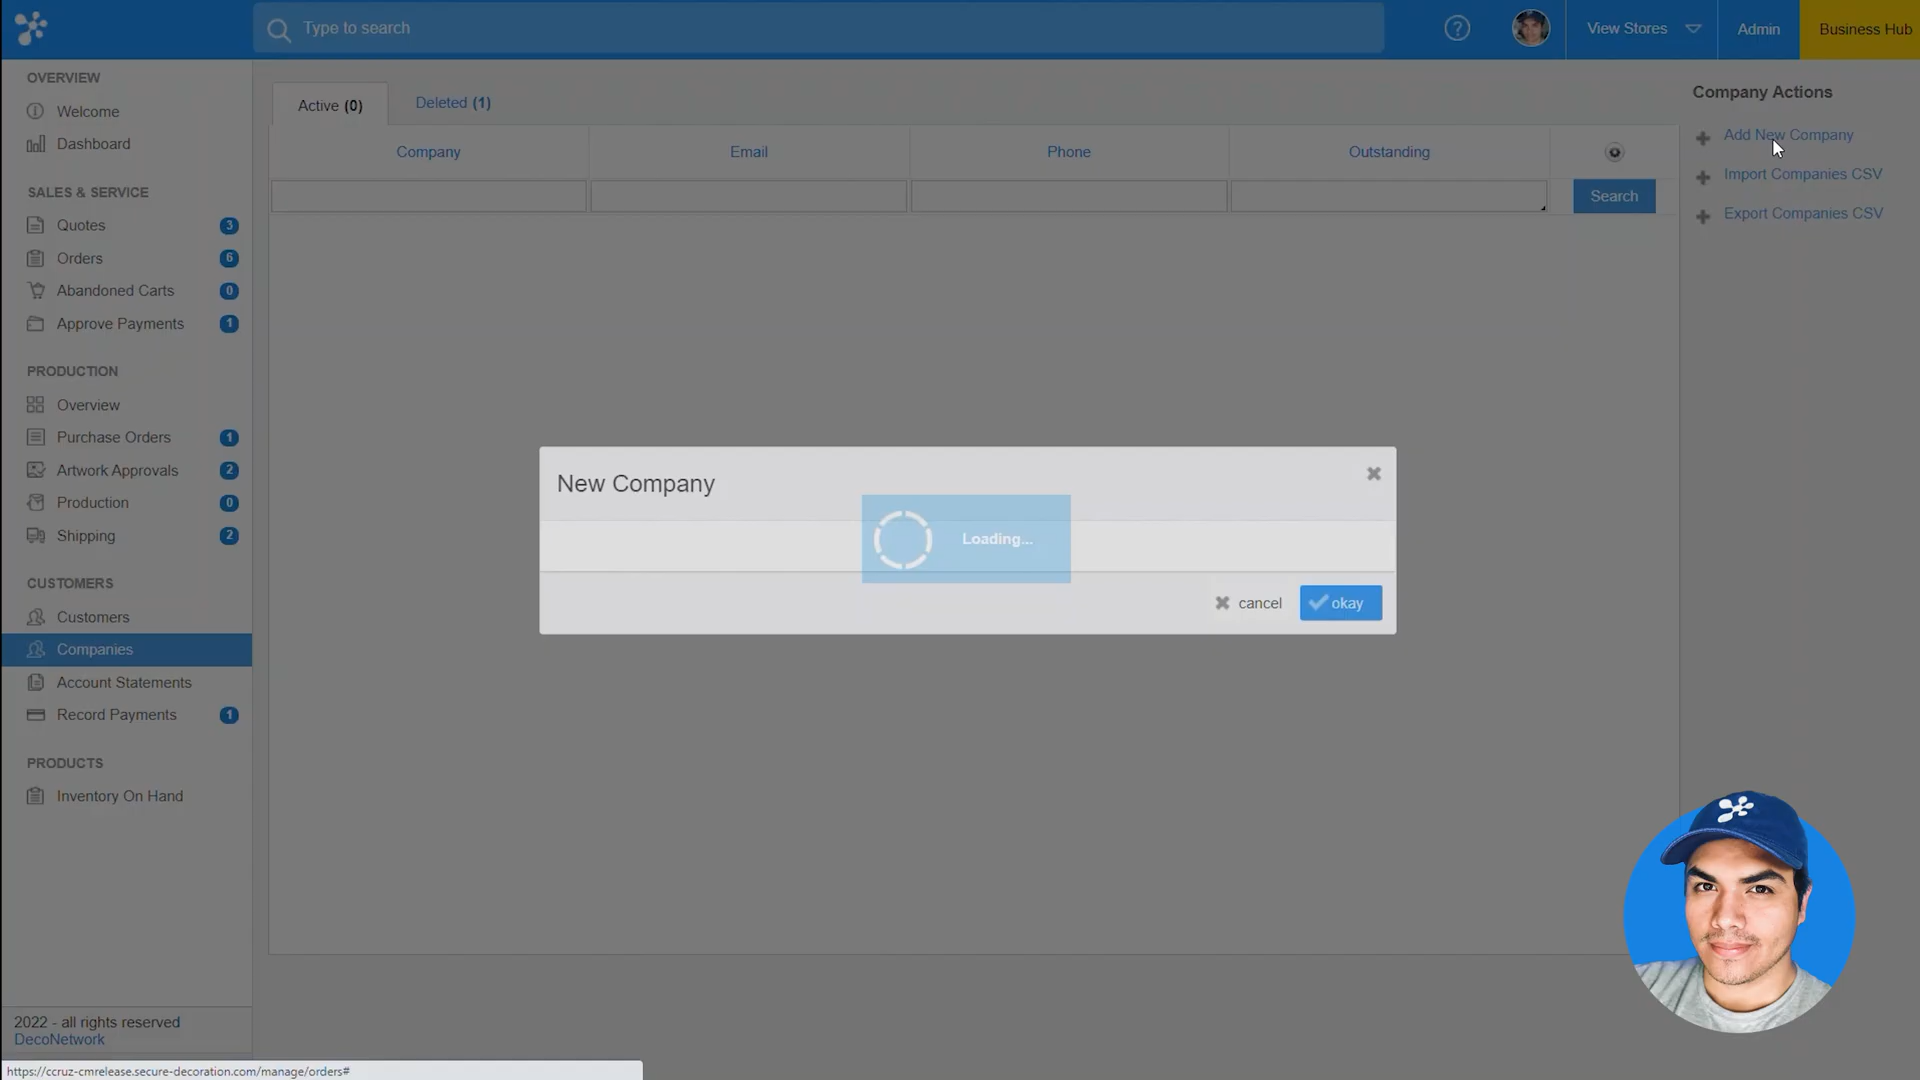 Type to search
View Stores
Admin
Business Hub
OVERVIEW
Welcome
Dashboard
SALES & SERVICE
Quotes 3
Orders 6
Abandoned Carts 0
Approve Payments 1
PRODUCTION
Overview
Purchase Orders 1
Artwork Approvals 2
Production 0
Shipping 2
CUSTOMERS
Customers
Companies
Account Statements
Record Payments 1
PRODUCTS
Inventory On Hand
2022 - all rights reserved
DecoNetwork
https://ccruz-cmrelease.secure-decoration.com/manage/orders#
Active (0)
Deleted (1)
Company
Email
Phone
Outstanding
Search
New Company
Loading...
cancel
okay
Company Actions
Add New Company
Import Companies CSV
Export Companies CSV